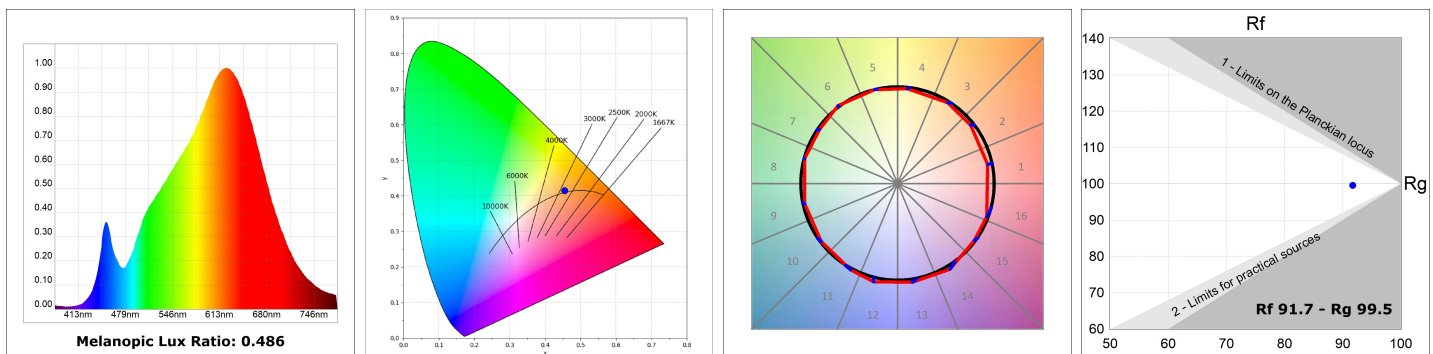 1.00
0.90
0.80
0.70
0.60
0.50
0.40
0.30
0.20
0.10
0.00
413nm 479nm 546nm 613nm 680nm 746nm
Melanopic Lux Ratio: 0.486
0.9
0.8
0.7
0.6
0.5
0.4
0.3
0.2
0.1
0.0
y
0.0 0.1 0.2 0.3 0.4 0.5 0.6 0.7 0.8
x
1667K
2000K
2500K
3000K
4000K
6000K
10000K
1
2
3
4
5
6
7
8
9
10
11
12
13
14
15
16
Rf
140
130
120
110
100
90
80
70
60
50 60 70 80 90 100
Rg
1 - Limits on the Planckian locus
2 - Limits for practical sources
Rf 91.7 - Rg 99.5